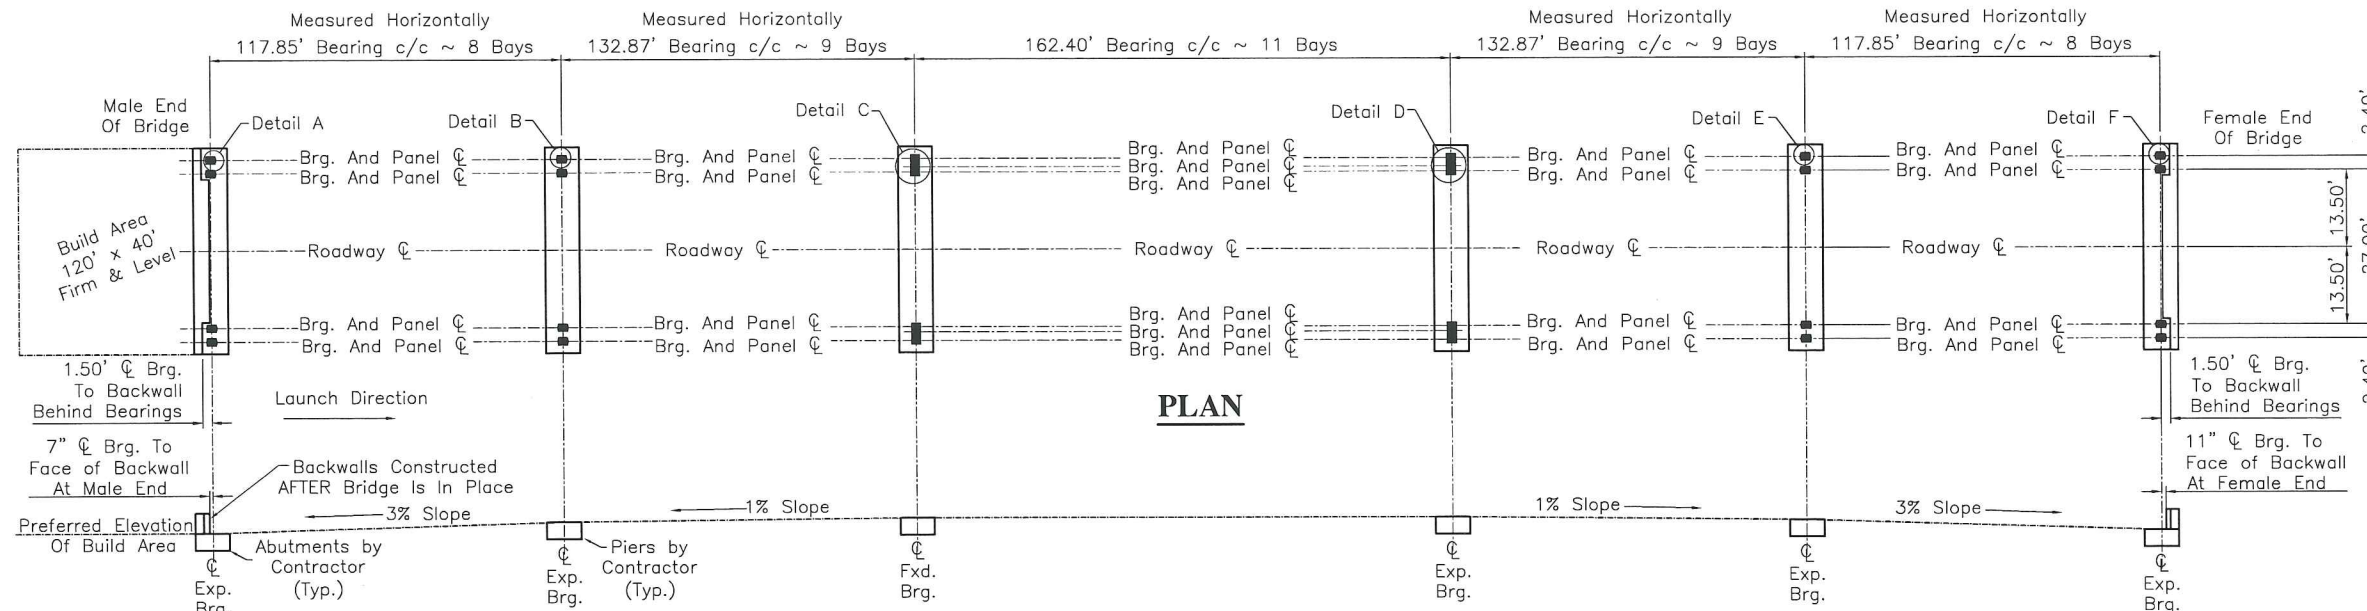 Measured Horizontally
117.85' Bearing c/c ~ 8 Bays
Measured Horizontally
132.87' Bearing c/c ~ 9 Bays
162.40' Bearing c/c ~ 11 Bays
Measured Horizontally
132.87' Bearing c/c ~ 9 Bays
Measured Horizontally
117.85' Bearing c/c ~ 8 Bays
Male End
Of Bridge
Detail A
Detail B
Detail C
Detail D
Detail E
Detail F
Female End
Of Bridge
Brg. And Panel ℄
Brg. And Panel ℄
Brg. And Panel ℄
Brg. And Panel ℄
Brg. And Panel ℄
Brg. And Panel ℄
Brg. And Panel ℄
Brg. And Panel ℄
Brg. And Panel ℄
Brg. And Panel ℄
Brg. And Panel ℄
Build Area
120' x 40'
Firm & Level
Roadway ℄
Roadway ℄
Roadway ℄
Roadway ℄
Roadway ℄
13.50'
13.50'
Brg. And Panel ℄
Brg. And Panel ℄
Brg. And Panel ℄
Brg. And Panel ℄
Brg. And Panel ℄
Brg. And Panel ℄
Brg. And Panel ℄
Brg. And Panel ℄
Brg. And Panel ℄
Brg. And Panel ℄
Brg. And Panel ℄
1.50' ℄ Brg.
To Backwall
Behind Bearings
Launch Direction
PLAN
1.50' ℄ Brg.
To Backwall
Behind Bearings
7" ℄ Brg. To
Face of Backwall
At Male End
Backwalls Constructed
AFTER Bridge Is In Place
11" ℄ Brg. To
Face of Backwall
At Female End
3% Slope
1% Slope
1% Slope
3% Slope
Preferred Elevation
Of Build Area
Abutments by
Contractor
(Typ.)
Piers by
Contractor
(Typ.)
℄
Exp.
Brg.
℄
Exp.
Brg.
℄
Fxd.
Brg.
℄
Exp.
Brg.
℄
Exp.
Brg.
℄
Exp.
Brg.